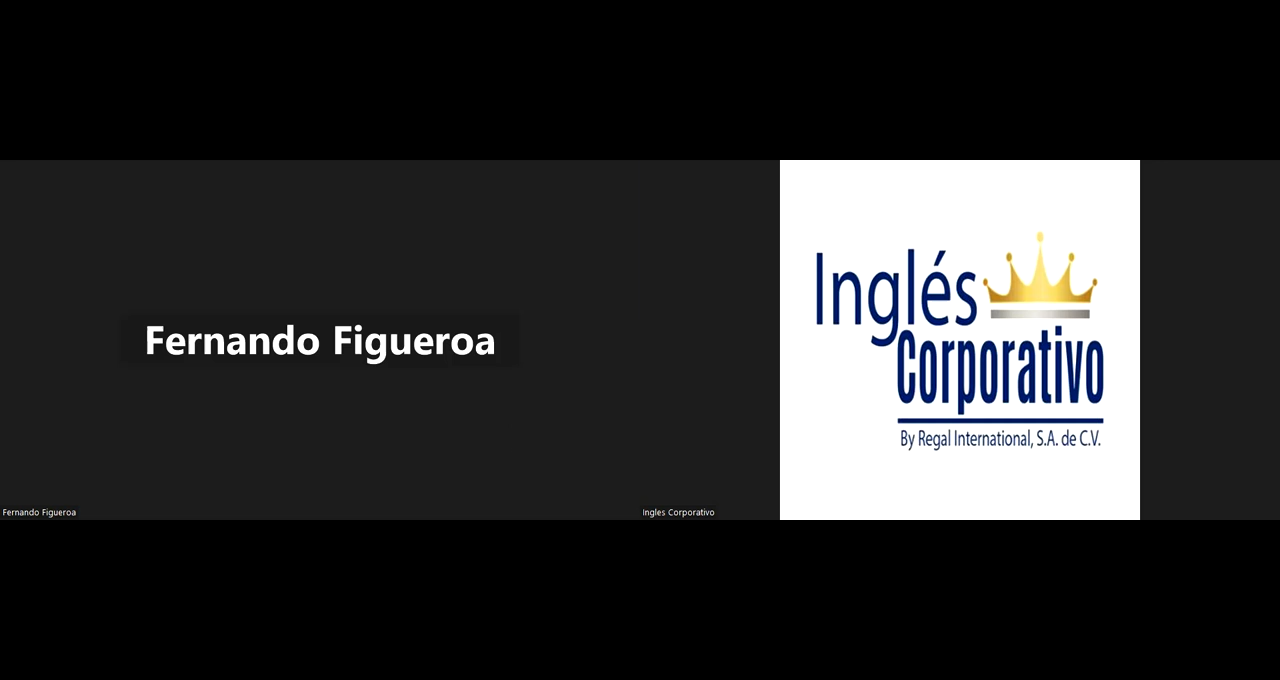 Fernando Figueroa
Inglés
Corporativo
By Regal International, S.A. de C.V.
Fernando Figueroa
Ingles Corporativo